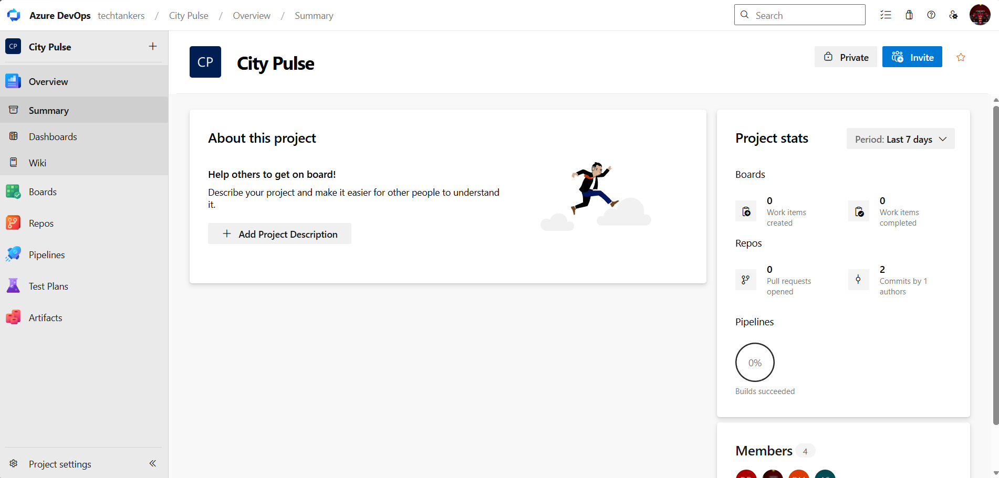 Azure DevOps techtankers / City Pulse / Overview / Summary
Search
CP City Pulse
Overview
Summary
Dashboards
Wiki
Boards
Repos
Pipelines
Test Plans
Artifacts
Project settings
CP City Pulse
Private
Invite
About this project
Help others to get on board!
Describe your project and make it easier for other people to understand
it.
Add Project Description
Project stats
Period: Last 7 days
Boards
0
Work items
created
0
Work items
completed
Repos
0
Pull requests
opened
2
Commits by 1
authors
Pipelines
0%
Builds succeeded
Members 4